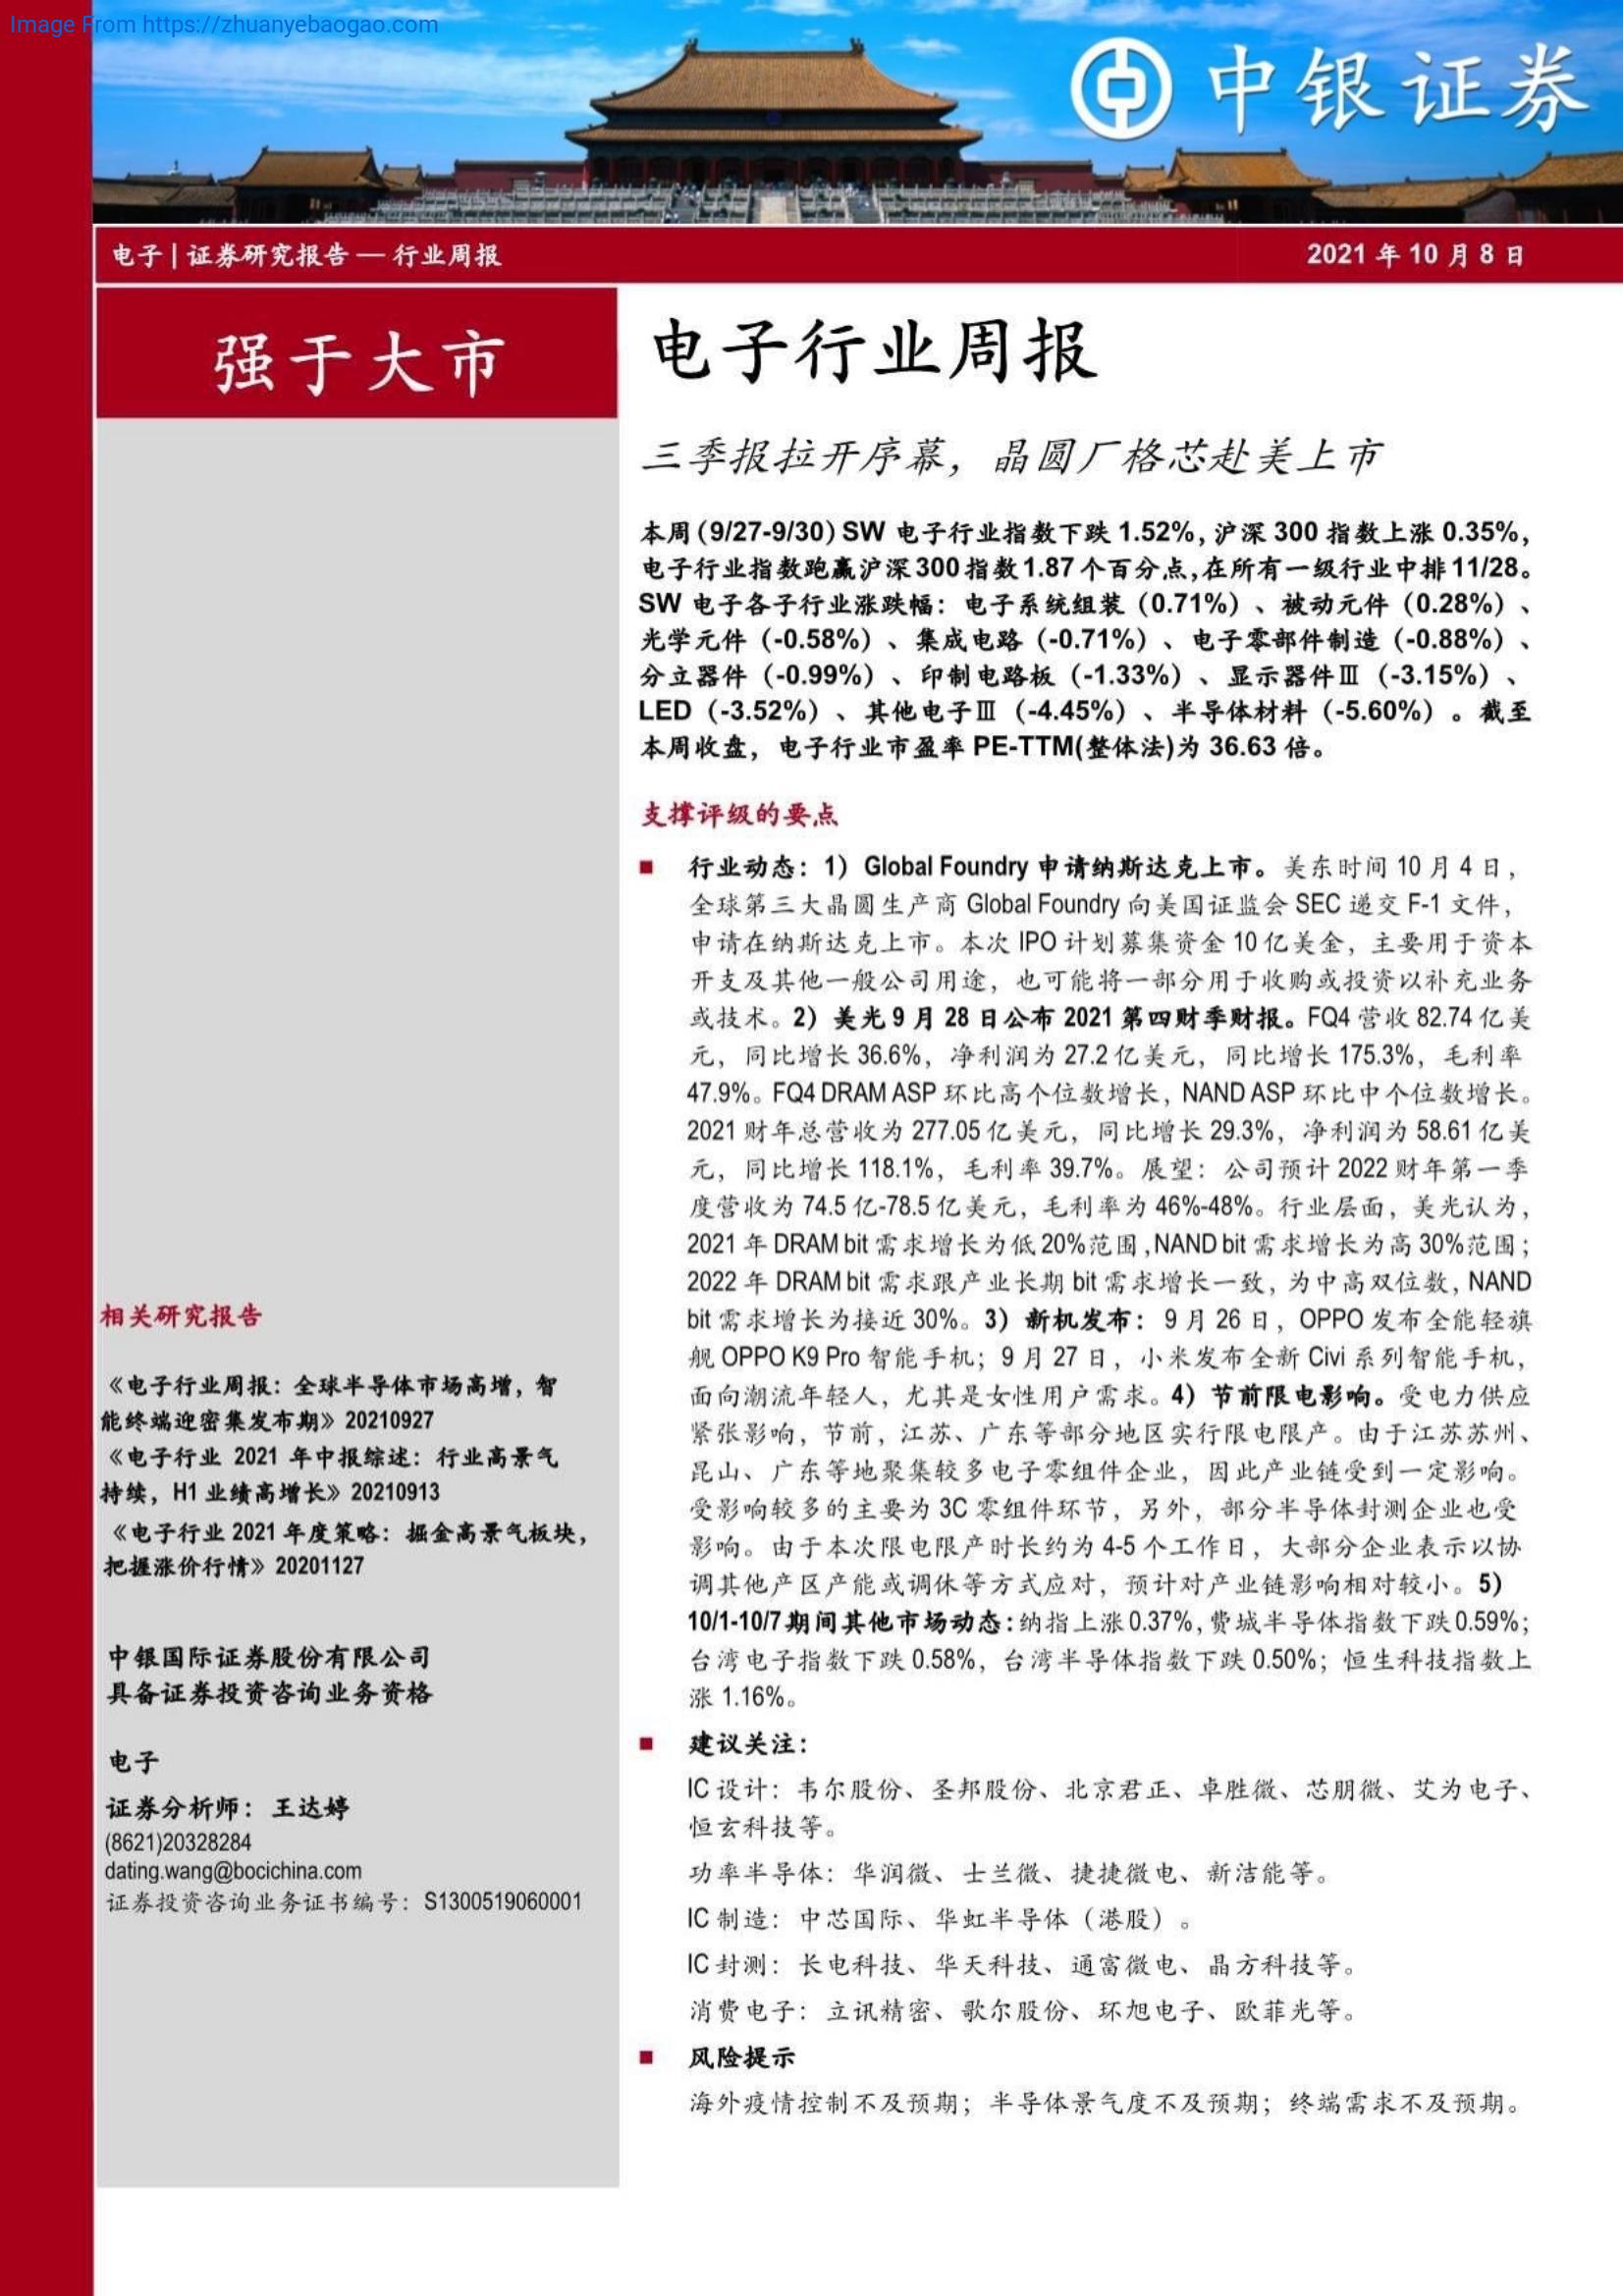 Image From https://zhuanyebaogao.com
中银证券
电子 | 证券研究报告 — 行业周报
2021 年 10 月 8 日
强于大市
相关研究报告
《电子行业周报：全球半导体市场高增，智
能终端迎密集发布期》20210927
《电子行业 2021 年中报综述：行业高景气
持续，H1 业绩高增长》20210913
《电子行业 2021 年度策略：掘金高景气板块，
把握涨价行情》20201127
中银国际证券股份有限公司
具备证券投资咨询业务资格
电子
证券分析师：王达婷
(8621)20328284
dating.wang@bocichina.com
证券投资咨询业务证书编号：S1300519060001
电子行业周报
三季报拉开序幕，晶圆厂格芯赴美上市
本周（9/27-9/30）SW 电子行业指数下跌 1.52%，沪深 300 指数上涨 0.35%，
电子行业指数跑赢沪深 300 指数 1.87 个百分点，在所有一级行业中排 11/28。
SW 电子各子行业涨跌幅：电子系统组装（0.71%）、被动元件（0.28%）、
光学元件（-0.58%）、集成电路（-0.71%）、电子零部件制造（-0.88%）、
分立器件（-0.99%）、印制电路板（-1.33%）、显示器件Ⅲ（-3.15%）、
LED（-3.52%）、其他电子Ⅲ（-4.45%）、半导体材料（-5.60%）。截至
本周收盘，电子行业市盈率 PE-TTM(整体法)为 36.63 倍。
支撑评级的要点
■ 行业动态：1）Global Foundry 申请纳斯达克上市。美东时间 10 月 4 日，
全球第三大晶圆生产商 Global Foundry 向美国证监会 SEC 递交 F-1 文件，
申请在纳斯达克上市。本次 IPO 计划募集资金 10 亿美金，主要用于资本
开支及其他一般公司用途，也可能将一部分用于收购或投资以补充业务
或技术。2）美光 9 月 28 日公布 2021 第四财季财报。FQ4 营收 82.74 亿美
元，同比增长 36.6%，净利润为 27.2 亿美元，同比增长 175.3%，毛利率
47.9%。FQ4 DRAM ASP 环比高个位数增长，NAND ASP 环比中个位数增长。
2021 财年总营收为 277.05 亿美元，同比增长 29.3%，净利润为 58.61 亿美
元，同比增长 118.1%，毛利率 39.7%。展望：公司预计 2022 财年第一季
度营收为 74.5 亿-78.5 亿美元，毛利率为 46%-48%。行业层面，美光认为，
2021 年 DRAM bit 需求增长为低 20%范围，NAND bit 需求增长为高 30%范围；
2022 年 DRAM bit 需求跟产业长期 bit 需求增长一致，为中高双位数，NAND
bit 需求增长为接近 30%。3）新机发布：9 月 26 日，OPPO 发布全能轻旗
舰 OPPO K9 Pro 智能手机；9 月 27 日，小米发布全新 Civi 系列智能手机，
面向潮流年轻人，尤其是女性用户需求。4）节前限电影响。受电力供应
紧张影响，节前，江苏、广东等部分地区实行限电限产。由于江苏苏州、
昆山、广东等地聚集较多电子零组件企业，因此产业链受到一定影响。
受影响较多的主要为 3C 零组件环节，另外，部分半导体封测企业也受
影响。由于本次限电限产时长约为 4-5 个工作日，大部分企业表示以协
调其他产区产能或调休等方式应对，预计对产业链影响相对较小。5）
10/1-10/7 期间其他市场动态：纳指上涨 0.37%，费城半导体指数下跌 0.59%；
台湾电子指数下跌 0.58%，台湾半导体指数下跌 0.50%；恒生科技指数上
涨 1.16%。
■ 建议关注：
IC 设计：韦尔股份、圣邦股份、北京君正、卓胜微、芯朋微、艾为电子、
恒玄科技等。
功率半导体：华润微、士兰微、捷捷微电、新洁能等。
IC 制造：中芯国际、华虹半导体（港股）。
IC 封测：长电科技、华天科技、通富微电、晶方科技等。
消费电子：立讯精密、歌尔股份、环旭电子、欧菲光等。
■ 风险提示
海外疫情控制不及预期；半导体景气度不及预期；终端需求不及预期。